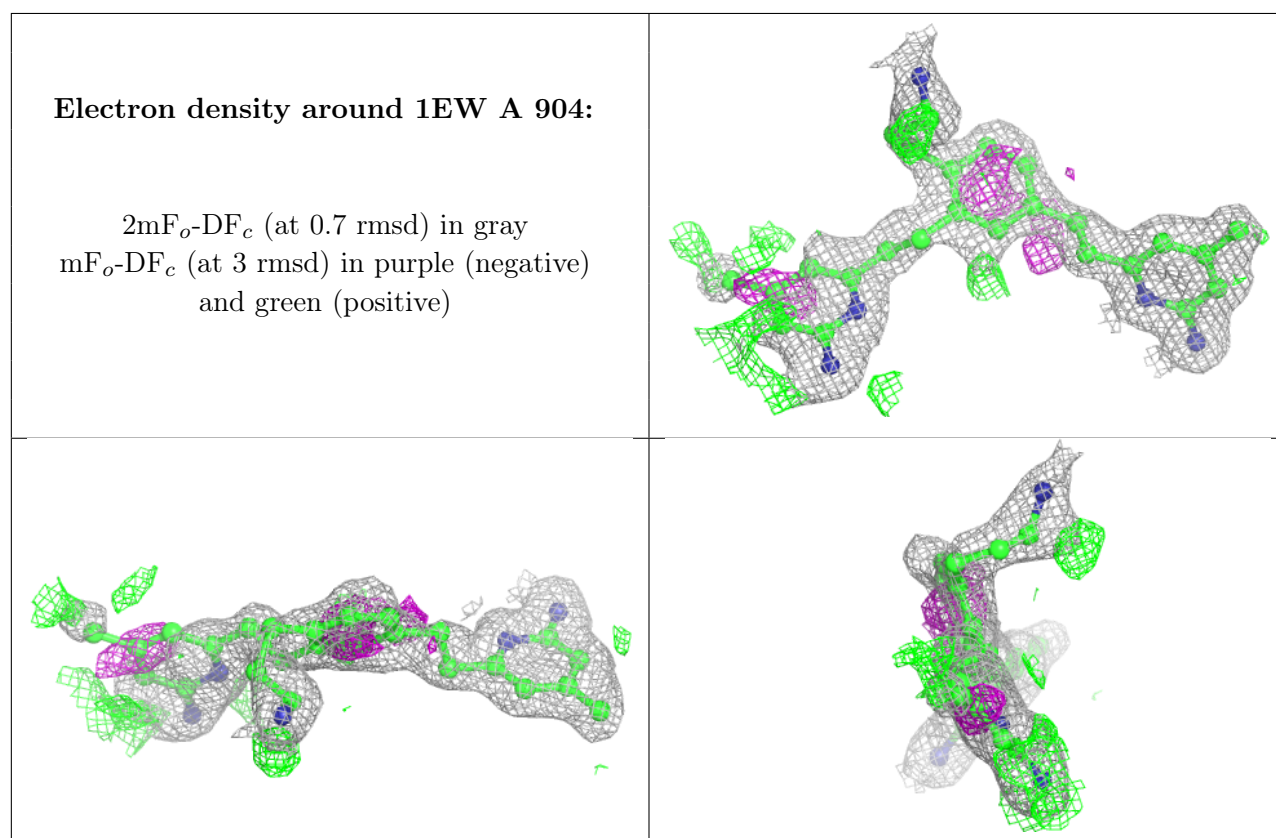 Electron density around 1EW A 904:
2mFₒ-DF𝒸 (at 0.7 rmsd) in gray
mFₒ-DF𝒸 (at 3 rmsd) in purple (negative)
and green (positive)